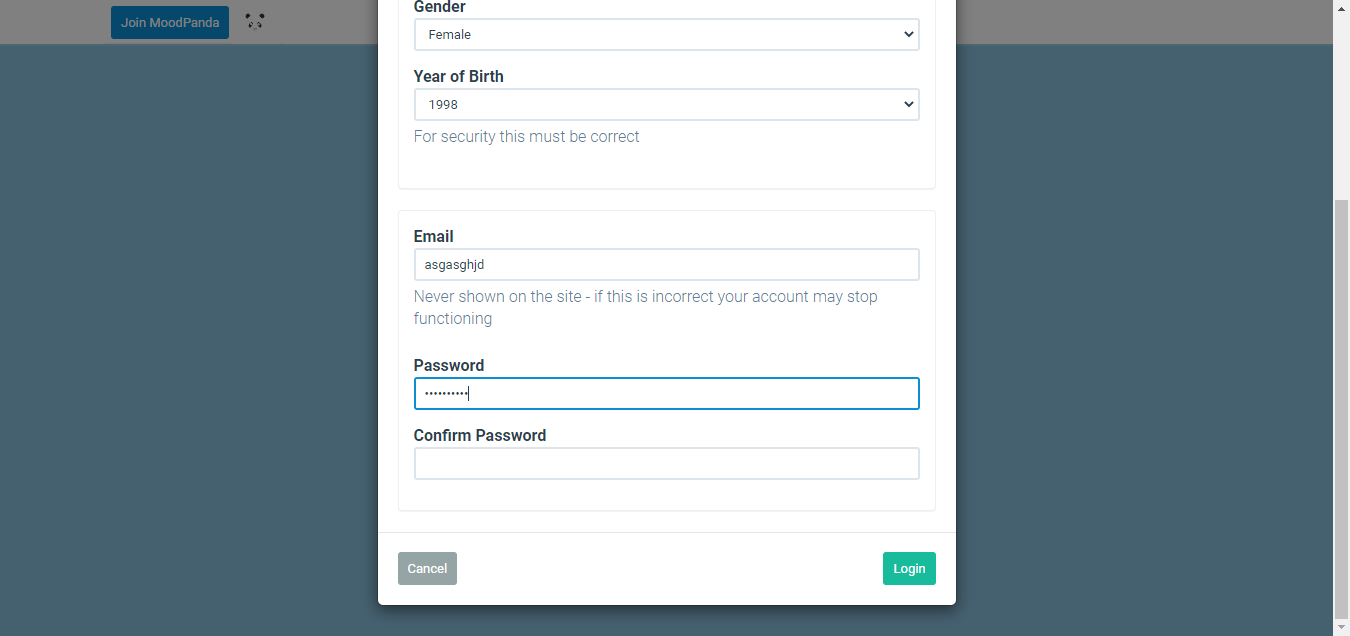 Join MoodPanda
Gender
Female
Year of Birth
1998
For security this must be correct
Email
asgasghjd
Never shown on the site - if this is incorrect your account may stop
functioning
Password
••••••••••
Confirm Password
Cancel
Login